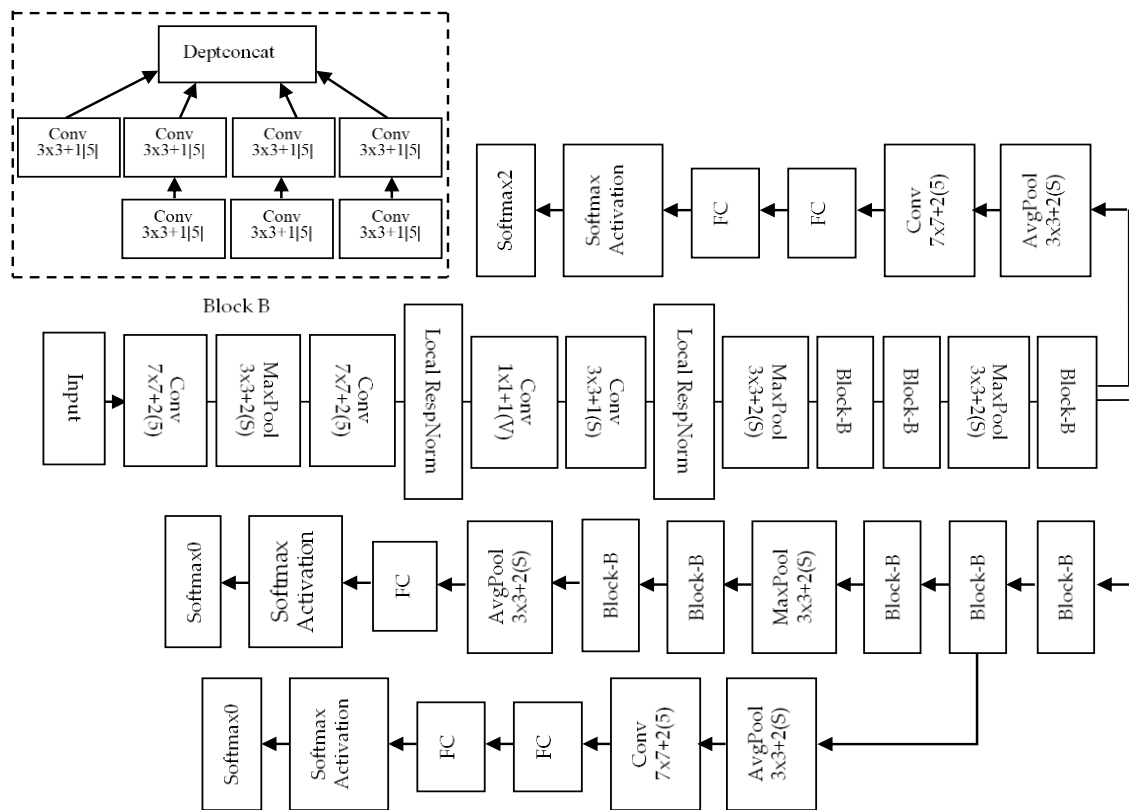 Deptconcat
Conv
3x3+1|5|
Conv
3x3+1|5|
Conv
3x3+1|5|
Conv
3x3+1|5|
Conv
3x3+1|5|
Conv
3x3+1|5|
Conv
3x3+1|5|
Block B
Softmax2
Softmax
Activation
FC
FC
Conv
7x7+2(5)
AvgPool
3x3+2(S)
Input
Conv
7x7+2(5)
MaxPool
3x3+2(S)
Conv
7x7+2(5)
Local RespNorm
Conv
1x1+1(V)
Conv
3x3+1(S)
Local RespNorm
MaxPool
3x3+2(S)
Block-B
Block-B
MaxPool
3x3+2(S)
Block-B
Softmax0
Softmax
Activation
FC
AvgPool
3x3+2(S)
Block-B
Block-B
MaxPool
3x3+2(S)
Block-B
Block-B
Block-B
Softmax0
Softmax
Activation
FC
FC
Conv
7x7+2(5)
AvgPool
3x3+2(S)